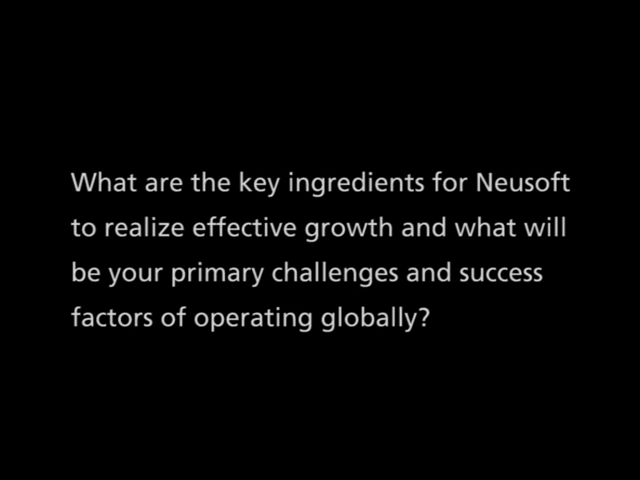 What are the key ingredients for Neusoft
to realize effective growth and what will
be your primary challenges and success
factors of operating globally?